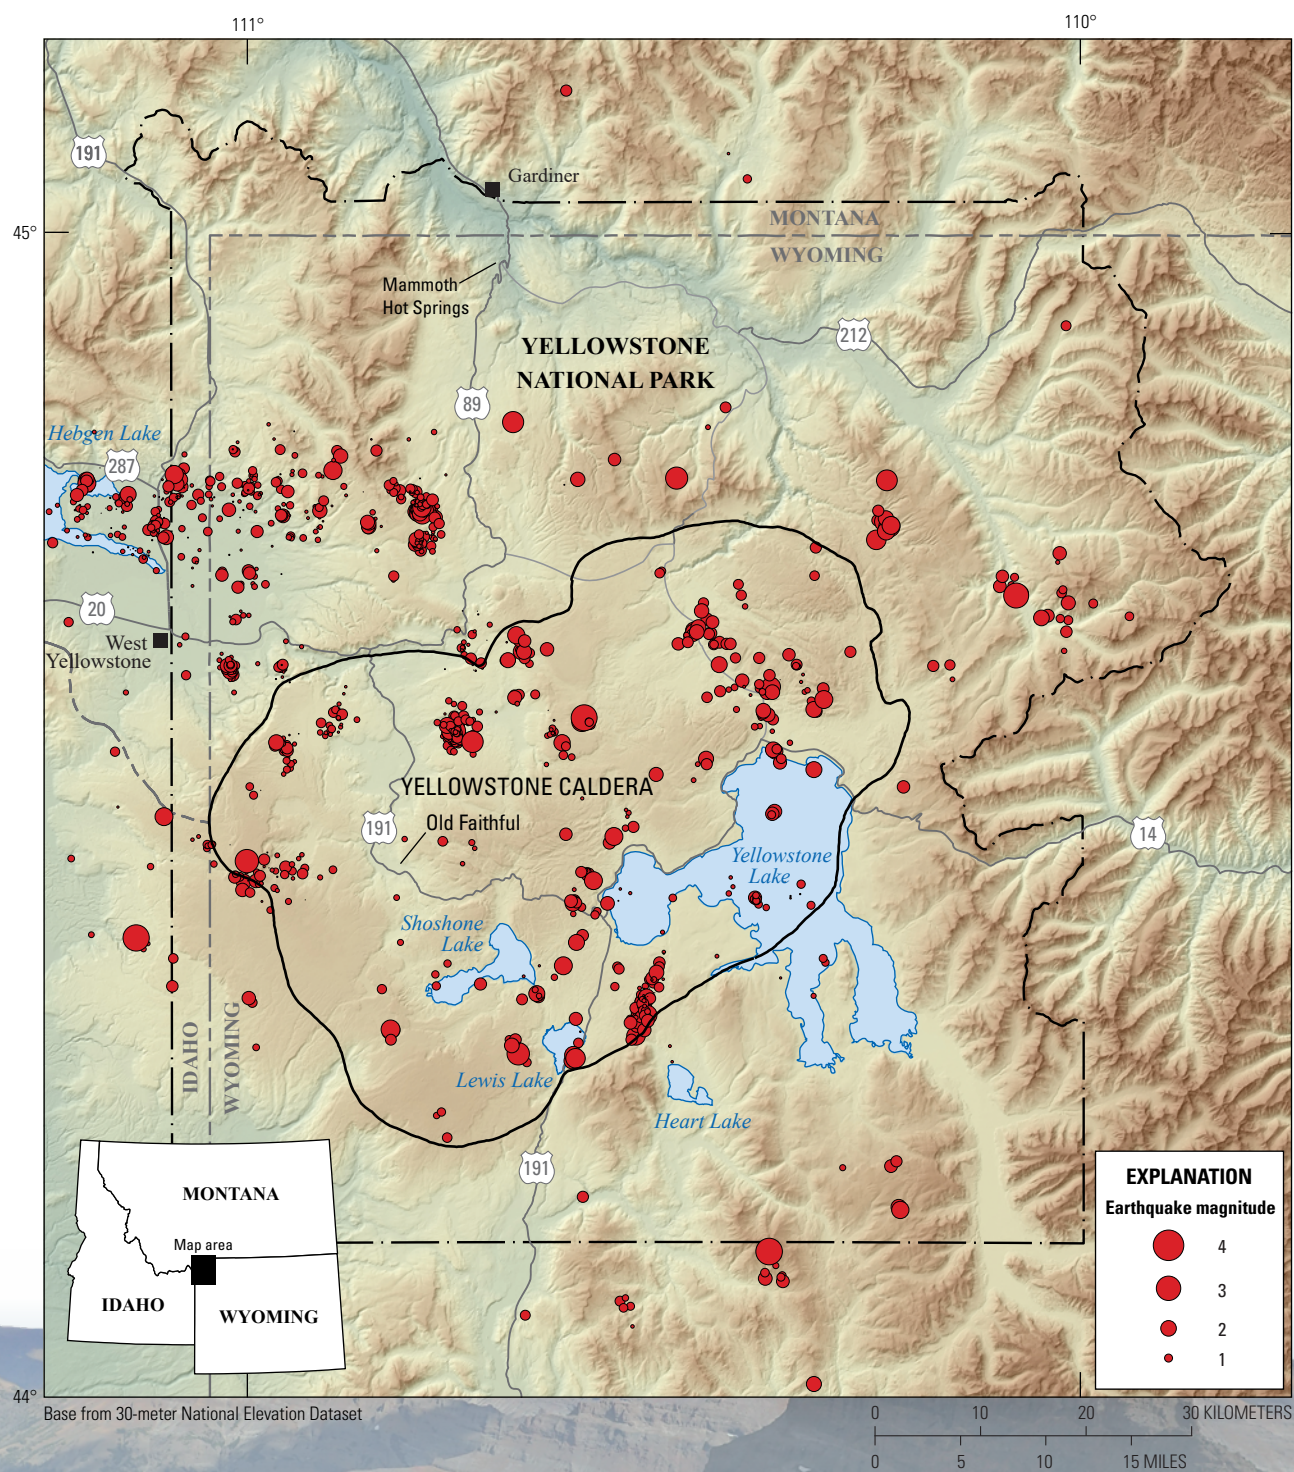 111°
110°
191
Gardiner
45°
MONTANA
WYOMING
Mammoth
Hot Springs
212
YELLOWSTONE
NATIONAL PARK
89
Hebgen Lake
287
20
West
Yellowstone
YELLOWSTONE CALDERA
191
Old Faithful
14
Yellowstone
Lake
Shoshone
Lake
IDAHO
WYOMING
Lewis Lake
Heart Lake
191
MONTANA
Map area
IDAHO
WYOMING
EXPLANATION
Earthquake magnitude
4
3
2
1
44°
Base from 30-meter National Elevation Dataset
0 10 20 30 KILOMETERS
0 5 10 15 MILES